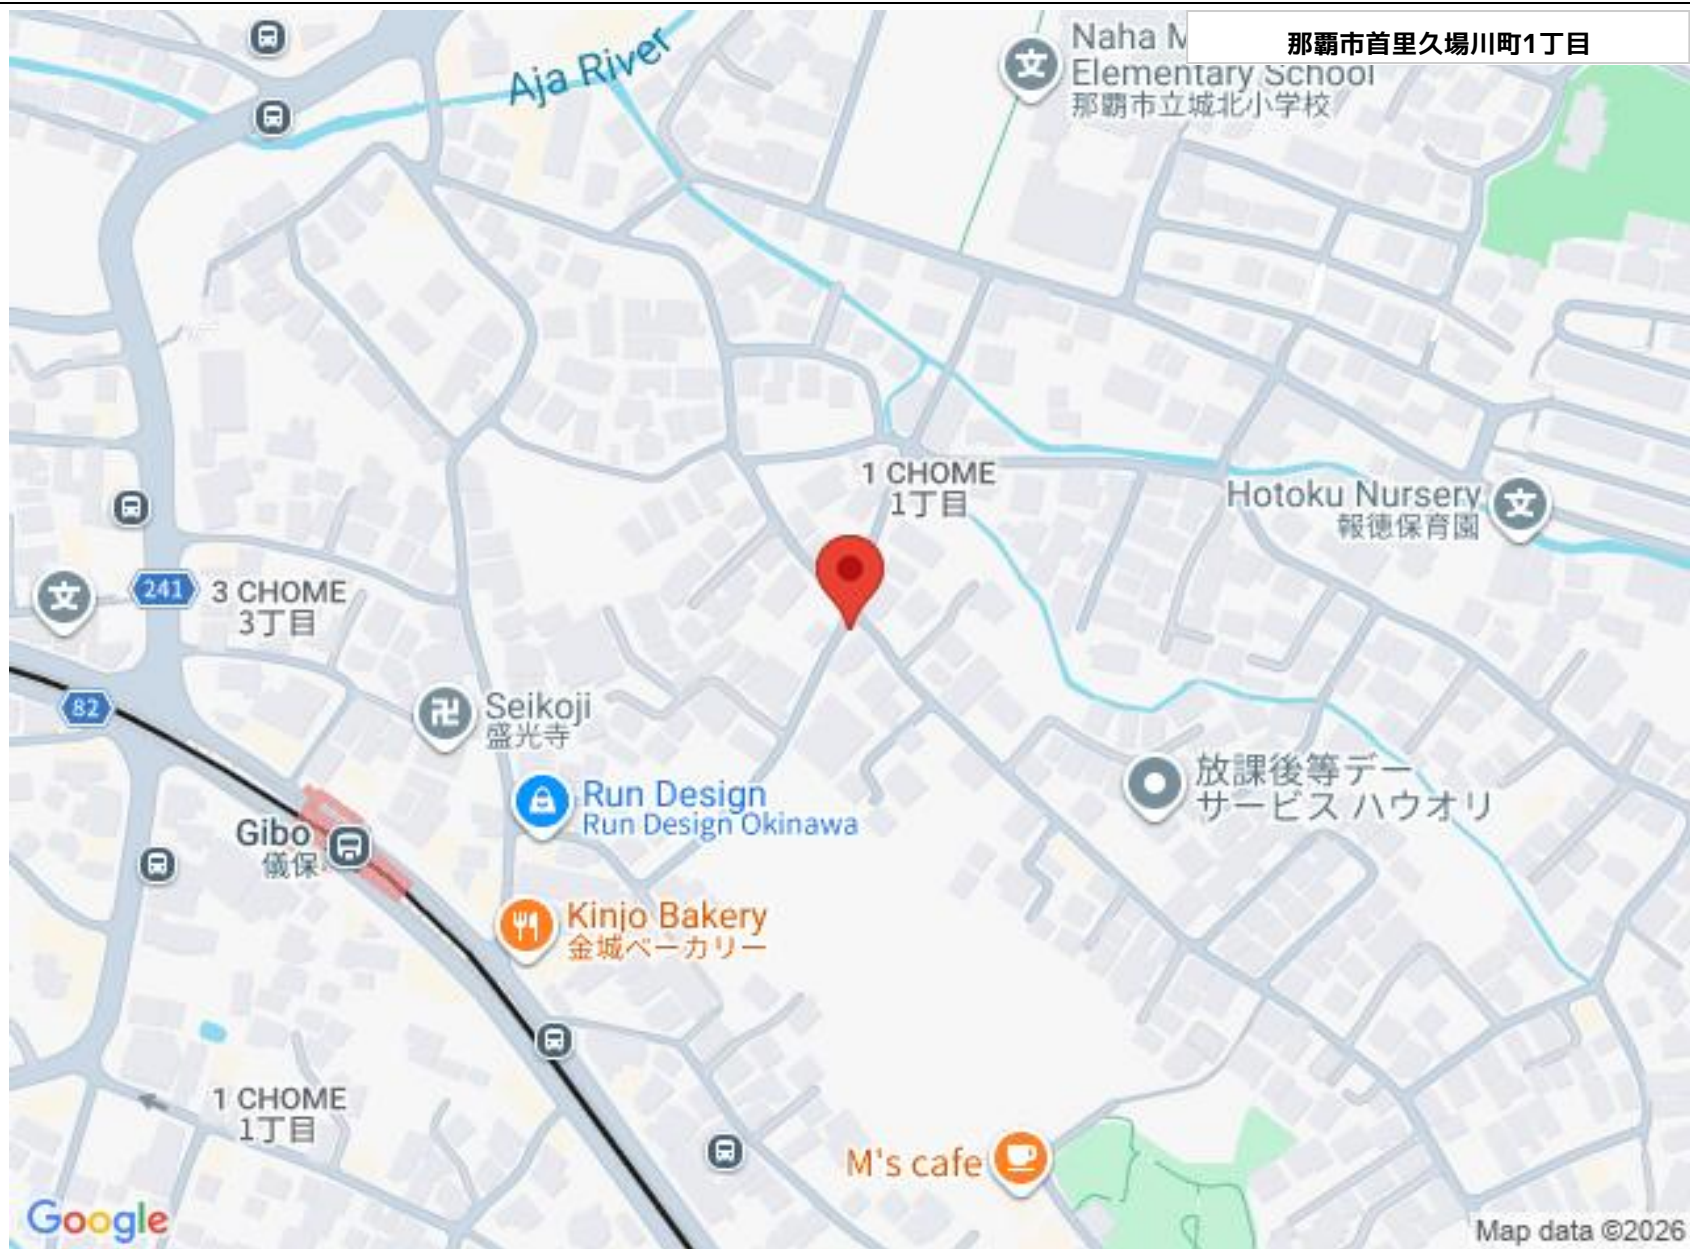 那覇市首里久場川町1丁目
Naha M
Elementary School
那覇市立城北小学校
Aja River
1 CHOME
1丁目
Hotoku Nursery
報徳保育園
241
3 CHOME
3丁目
82
Seikoji
盛光寺
Run Design
Run Design Okinawa
放課後等デー
サービス ハウオリ
Gibo
儀保
Kinjo Bakery
金城ベーカリー
1 CHOME
1丁目
M's cafe
Google
Map data ©2026